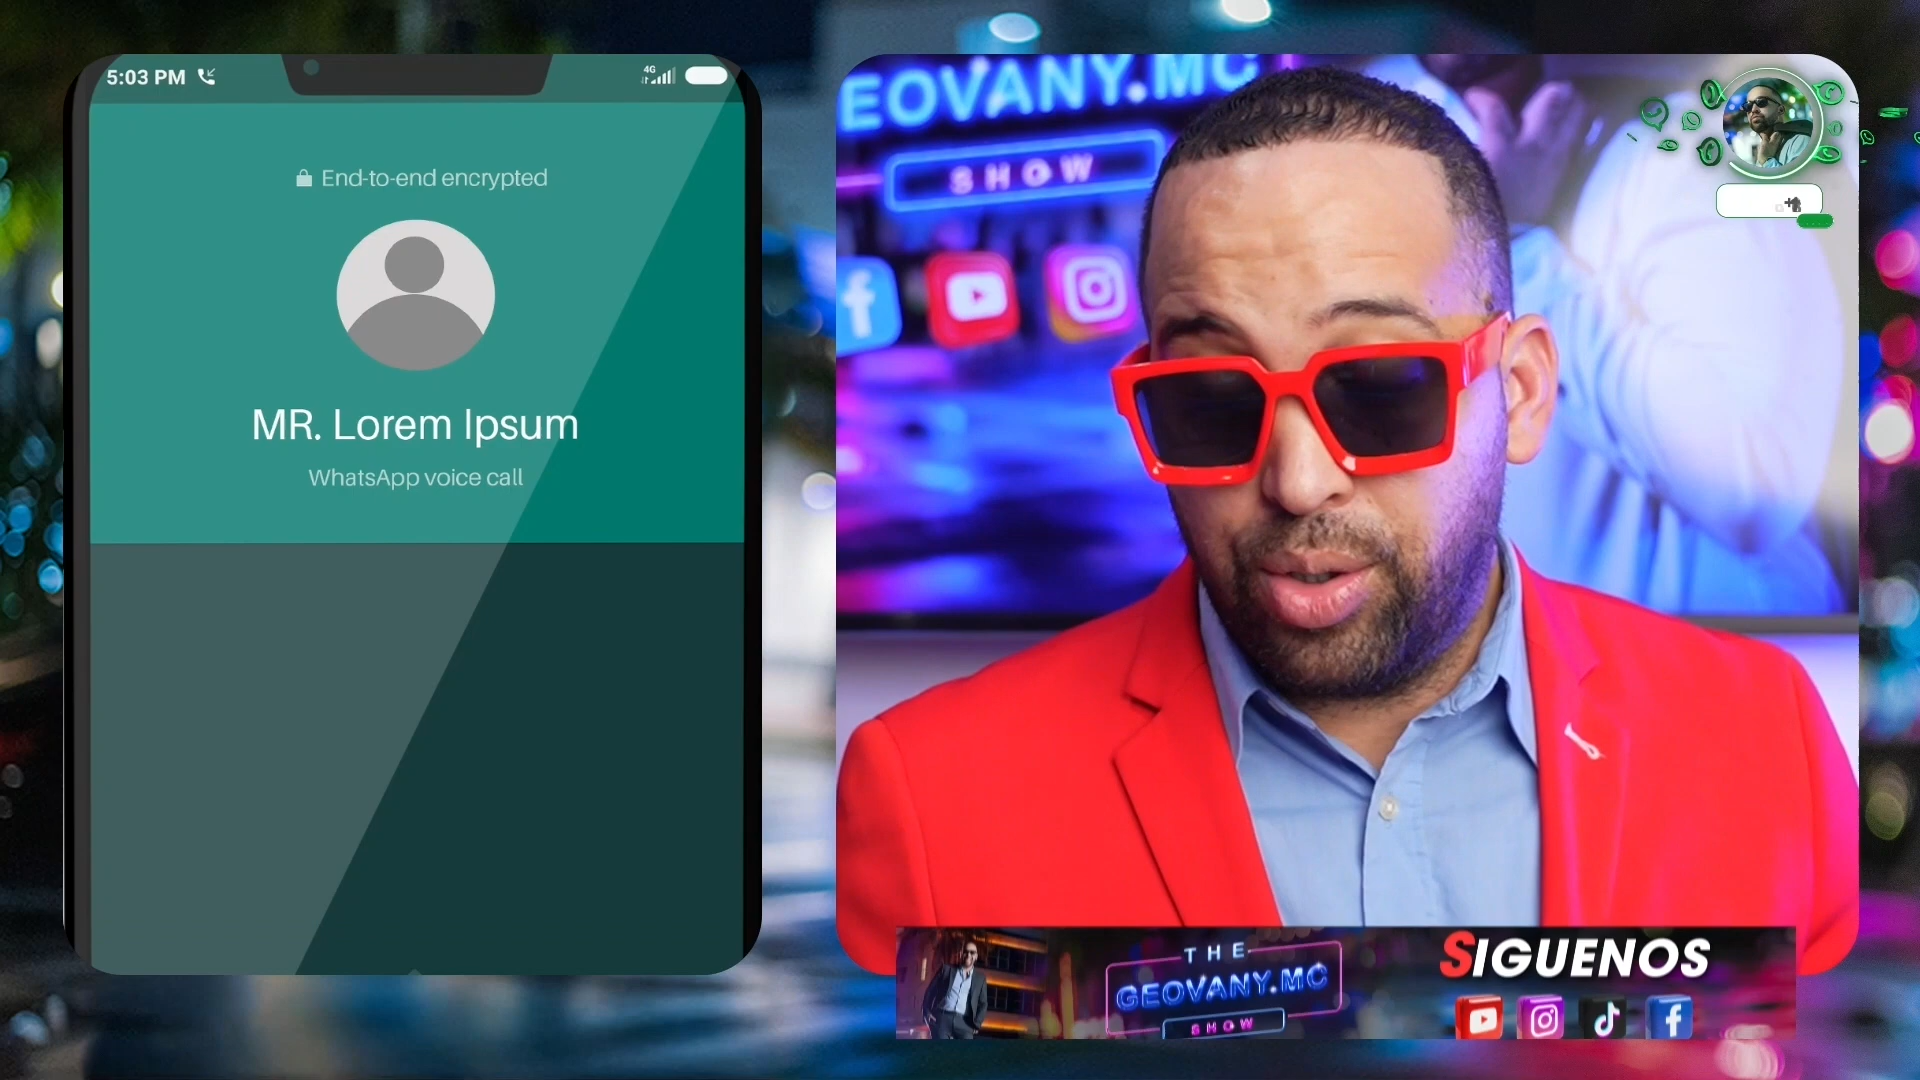 5:03 PM
4G
End-to-end encrypted
MR. Lorem Ipsum
WhatsApp voice call
EOVANY.MC
SHOW
THE
GEOVANY.MC
SHOW
SIGUENOS